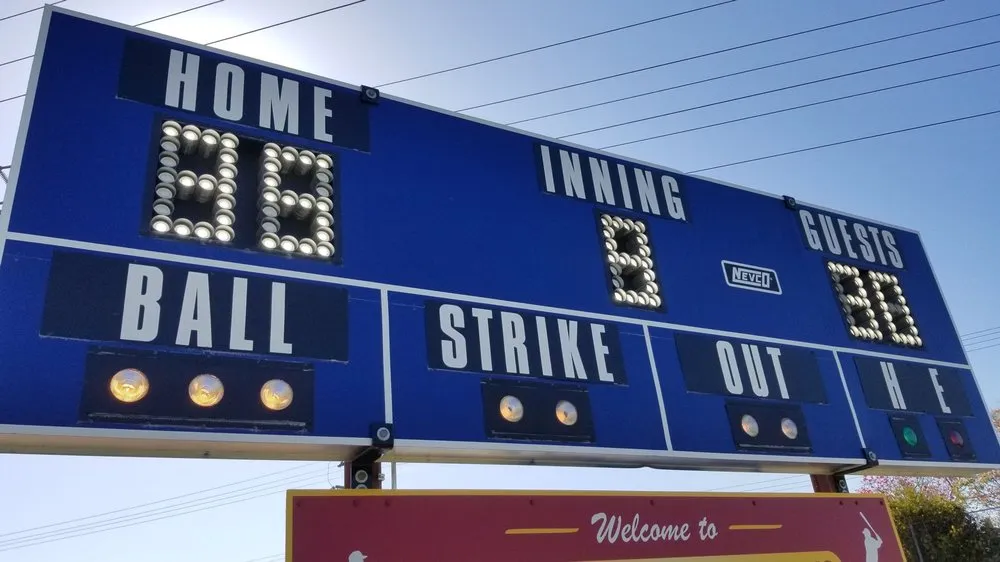 HOME
INNING
GUESTS
NEVCO
BALL
STRIKE
OUT
H E
Welcome to